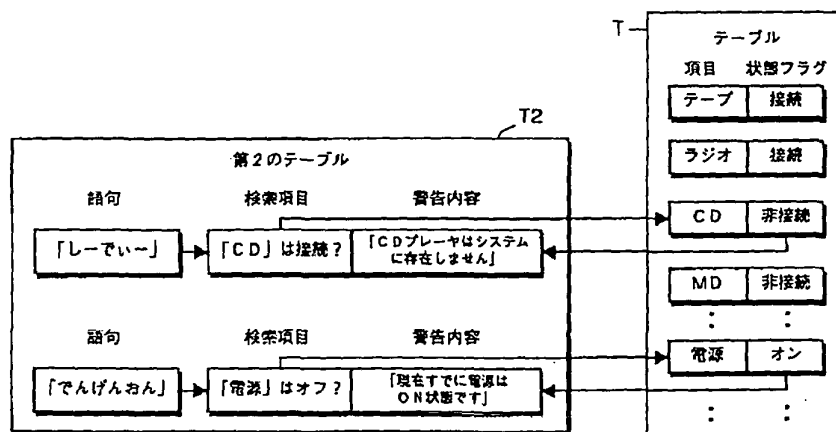 T
テーブル
項目 状態フラグ
テープ 接続
ラジオ 接続
CD 非接続
MD 非接続
: :
電源 オン
: :
T2
第2のテーブル
語句 検索項目 警告内容
「しーでぃ〜」 「CD」は接続? 「CDプレーヤはシステム
に存在しません」
語句 検索項目 警告内容
「でんげんおん」 「電源」はオフ? 「現在すでに電源は
ON状態です」